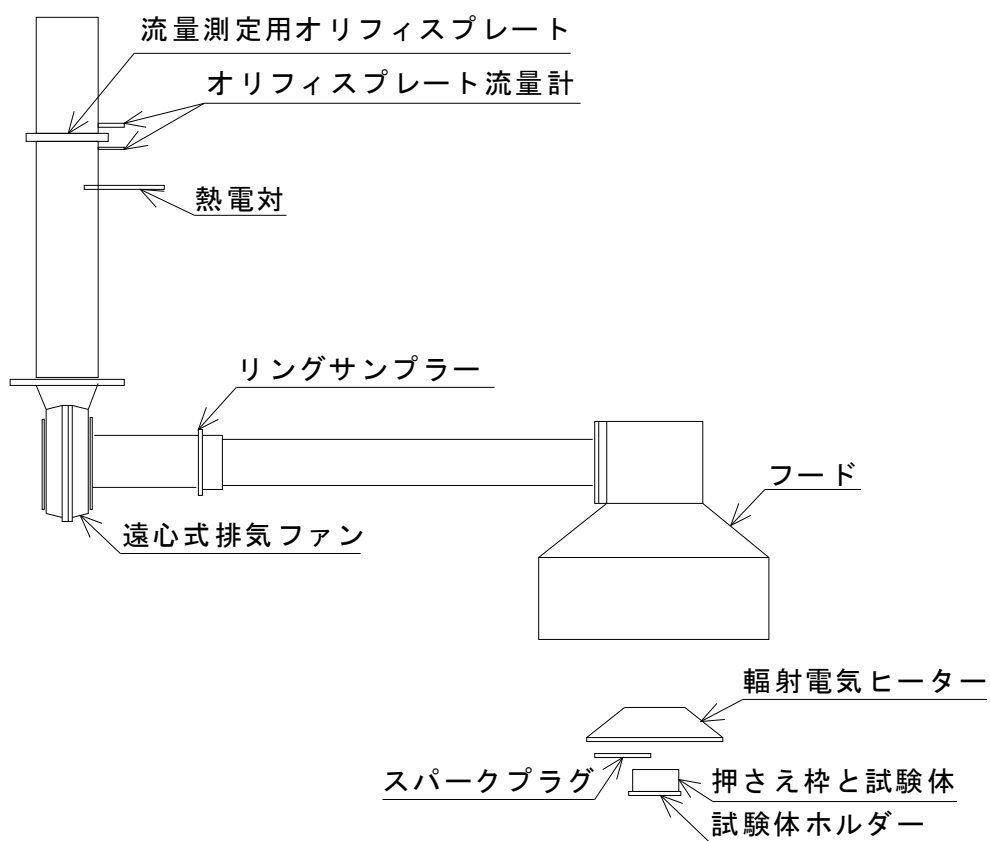 流量測定用オリフィスプレート
オリフィスプレート流量計
熱電対
リングサンプラー
フード
遠心式排気ファン
輻射電気ヒーター
スパークプラグ
押さえ枠と試験体
試験体ホルダー